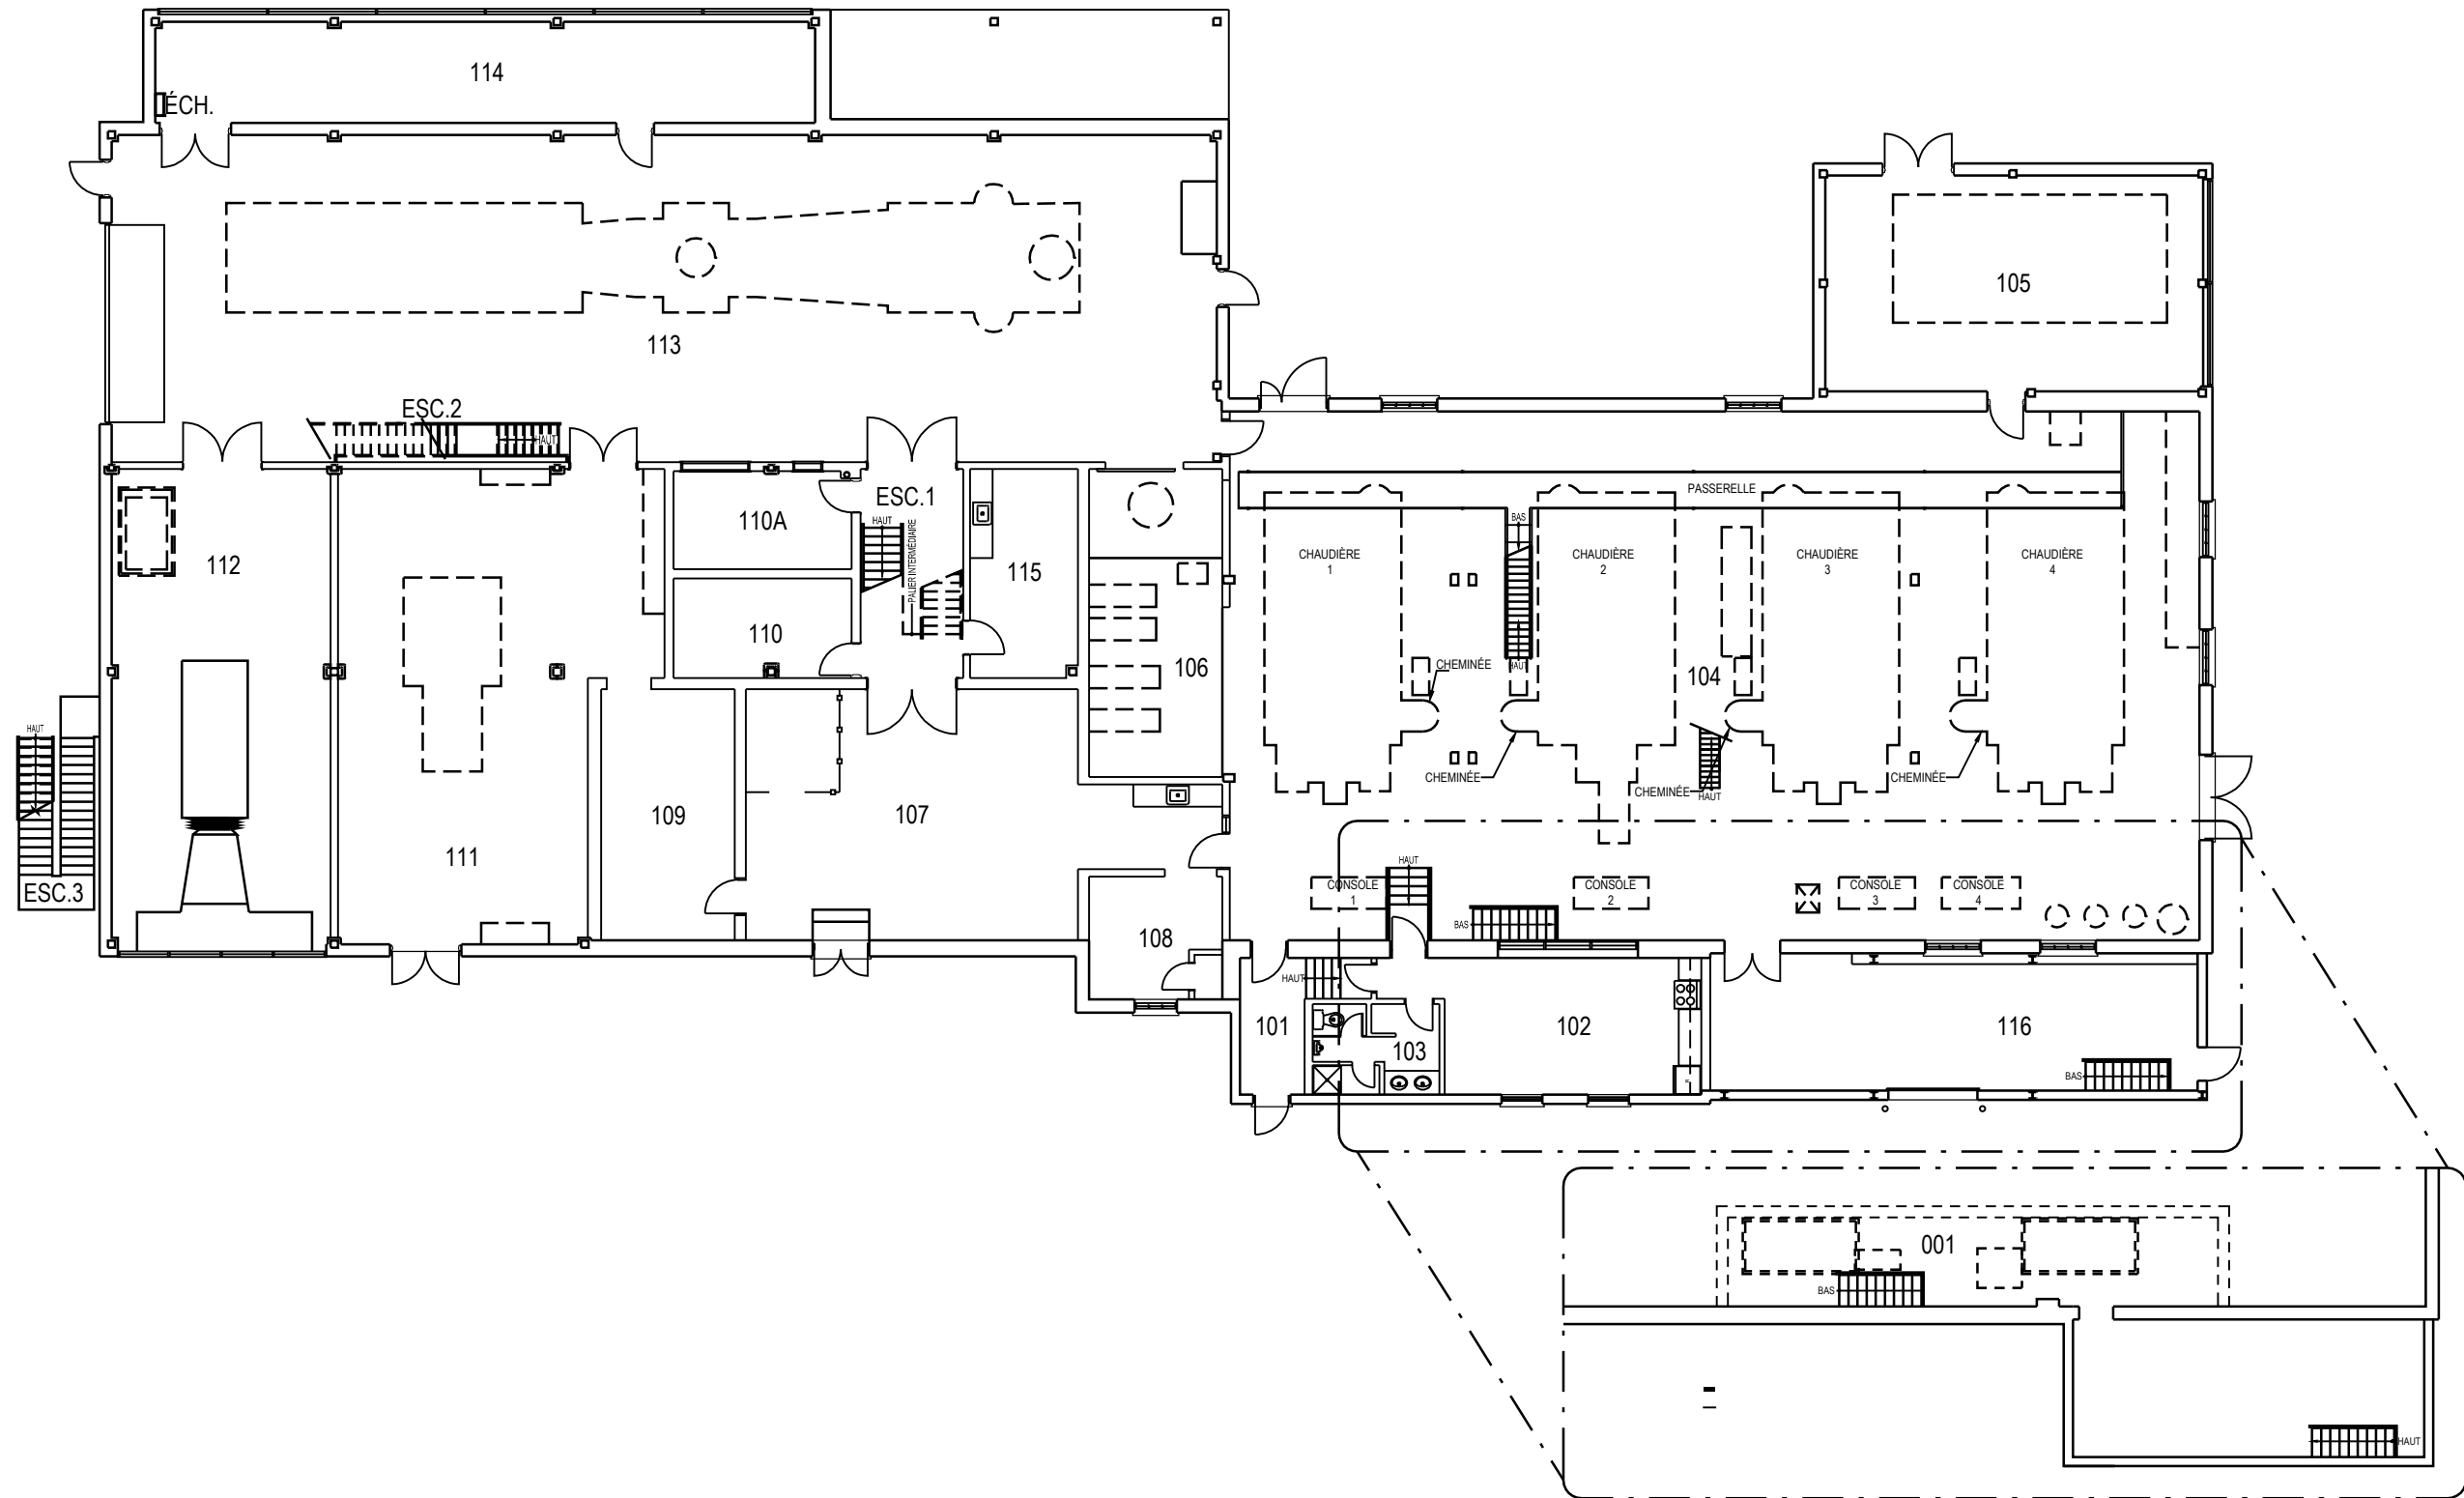 114
ÉCH.
105
113
ESC.2
HAUT
PASSERELLE
ESC.1
110A
HAUT
PALIER INTERMÉDIAIRE
BAS
112
115
CHAUDIÈRE
1
CHAUDIÈRE
2
CHAUDIÈRE
3
CHAUDIÈRE
4
110
106
CHEMINÉE
HAUT
104
HAUT
CHEMINÉE
CHEMINÉE
HAUT
CHEMINÉE
109
107
111
HAUT
ESC.3
CONSOLE
1
CONSOLE
2
CONSOLE
3
CONSOLE
4
BAS
108
HAUT
101
102
116
103
BAS
001
BAS
HAUT